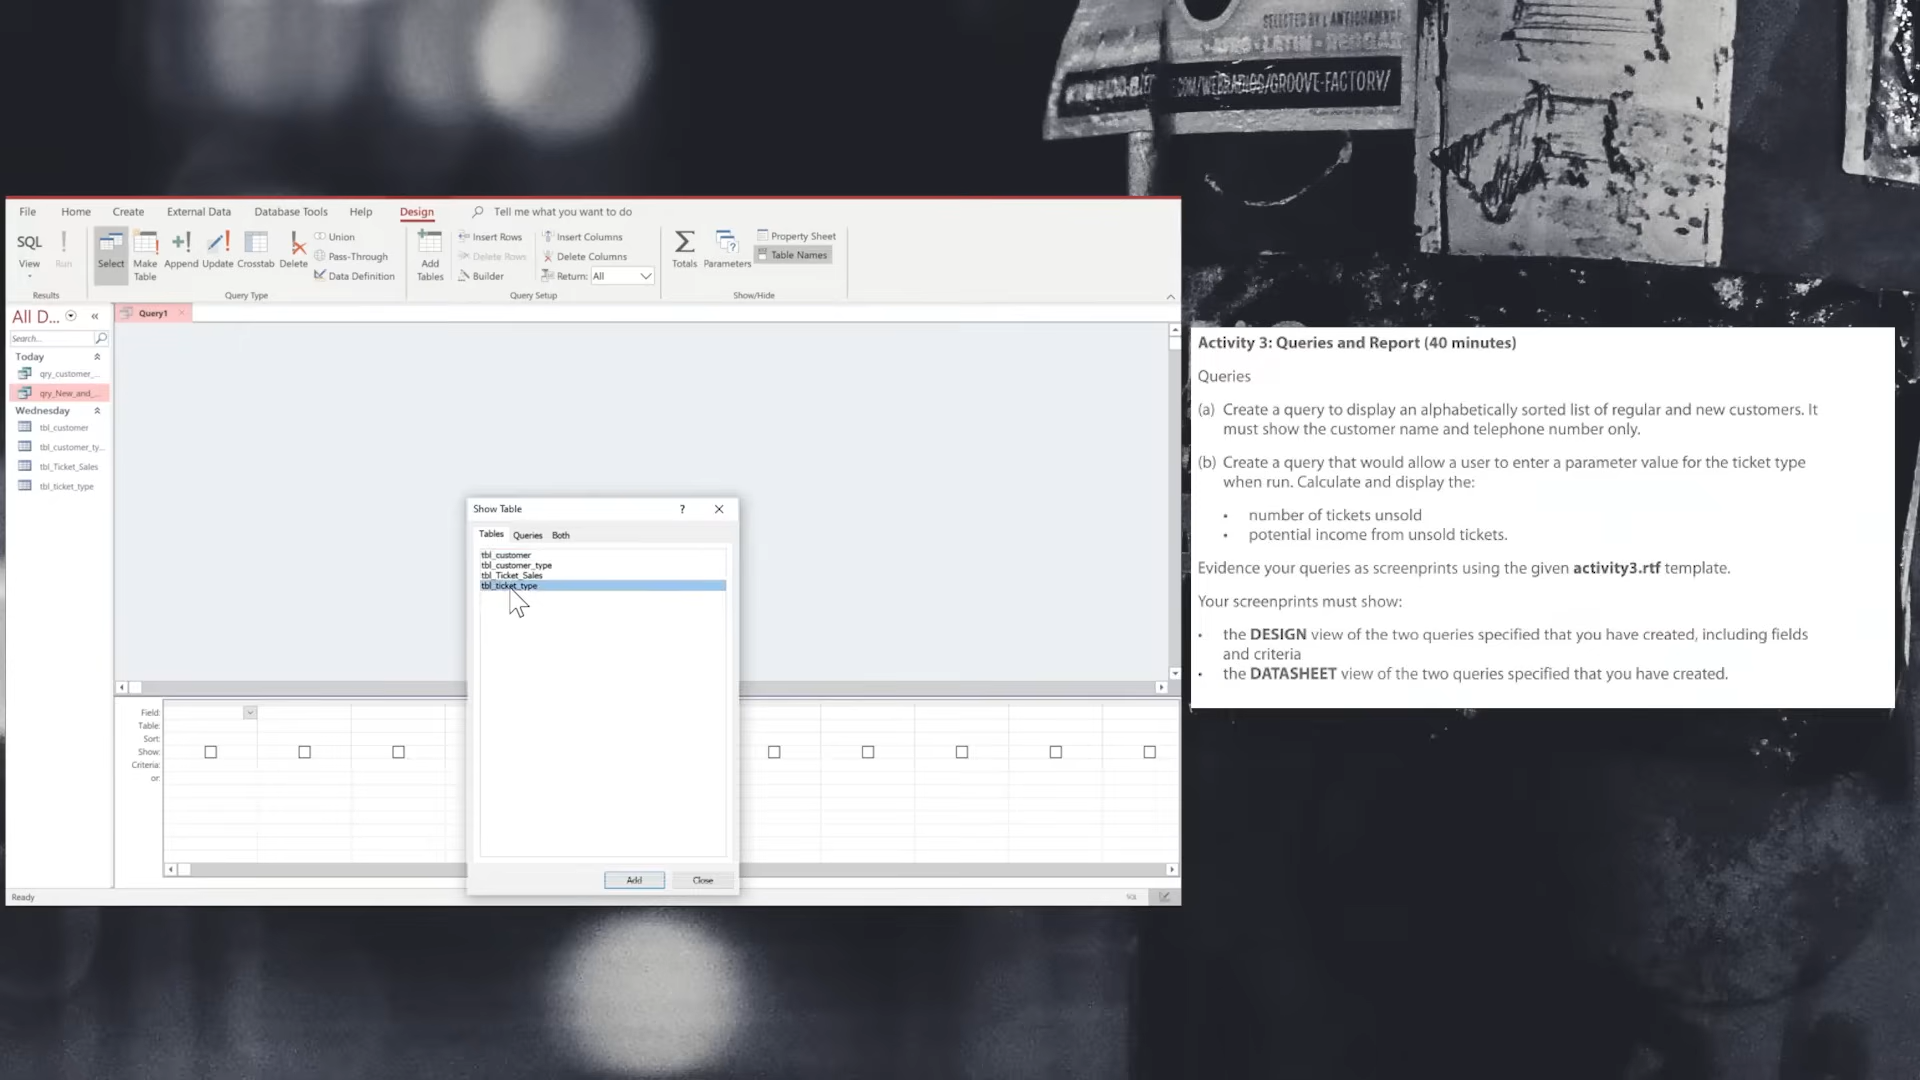 SELECTED BY L'ANTICHAMBRE
LATIN - REGGAE
.COM/WEBRADIOS/GROOVE-FACTORY/
File Home Create External Data Database Tools Help Design Tell me what you want to do
SQL
View
Run
Results
Select
Make
Table
Append
Update
Crosstab
Delete
Union
Pass-Through
Data Definition
Query Type
Add
Tables
Insert Rows
Delete Rows
Builder
Insert Columns
Delete Columns
Return: All
Query Setup
Totals
Parameters
Property Sheet
Table Names
Show/Hide
All D...
Search...
Today
qry_customer_...
qry_New_and_...
Wednesday
tbl_customer
tbl_customer_ty...
tbl_Ticket_Sales
tbl_ticket_type
Query1
Show Table
?
Tables Queries Both
tbl_customer
tbl_customer_type
tbl_Ticket_Sales
tbl_ticket_type
Add Close
Field:
Table:
Sort:
Show:
Criteria:
or:
Ready
SQL
Activity 3: Queries and Report (40 minutes)
Queries
(a) Create a query to display an alphabetically sorted list of regular and new customers. It
must show the customer name and telephone number only.
(b) Create a query that would allow a user to enter a parameter value for the ticket type
when run. Calculate and display the:
• number of tickets unsold
• potential income from unsold tickets.
Evidence your queries as screenprints using the given activity3.rtf template.
Your screenprints must show:
• the DESIGN view of the two queries specified that you have created, including fields
and criteria
• the DATASHEET view of the two queries specified that you have created.